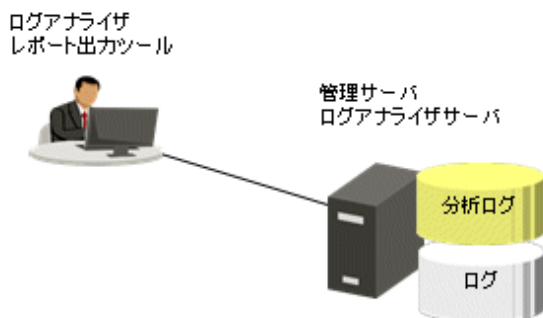 ログアナライザ
レポート出力ツール
管理サーバ
ログアナライザサーバ
分析ログ
ログ